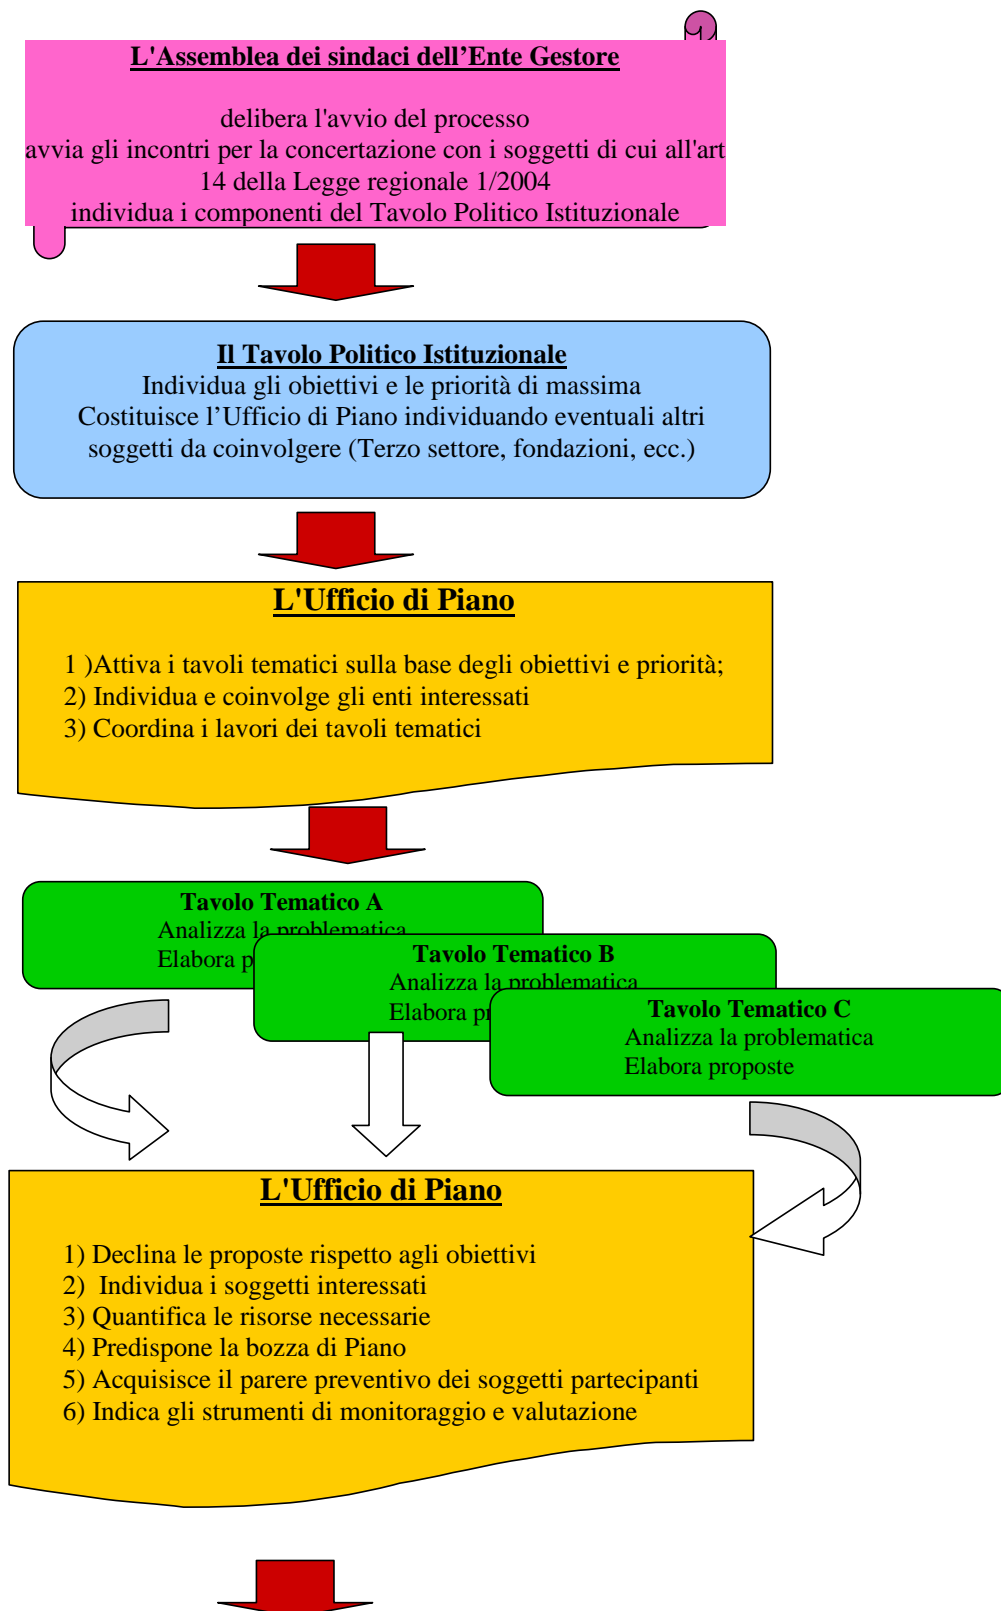 L'Assemblea dei sindaci dell’Ente Gestore
delibera l'avvio del processo
avvia gli incontri per la concertazione con i soggetti di cui all'art
14 della Legge regionale 1/2004
individua i componenti del Tavolo Politico Istituzionale
Il Tavolo Politico Istituzionale
Individua gli obiettivi e le priorità di massima
Costituisce l’Ufficio di Piano individuando eventuali altri
soggetti da coinvolgere (Terzo settore, fondazioni, ecc.)
L'Ufficio di Piano
1 )Attiva i tavoli tematici sulla base degli obiettivi e priorità;
2) Individua e coinvolge gli enti interessati
3) Coordina i lavori dei tavoli tematici
Tavolo Tematico A
Analizza la problematica
Elabora
Tavolo Tematico B
Analizza la problematica
Elabora
Tavolo Tematico C
Analizza la problematica
Elabora proposte
L'Ufficio di Piano
1) Declina le proposte rispetto agli obiettivi
2) Individua i soggetti interessati
3) Quantifica le risorse necessarie
4) Predispone la bozza di Piano
5) Acquisisce il parere preventivo dei soggetti partecipanti
6) Indica gli strumenti di monitoraggio e valutazione